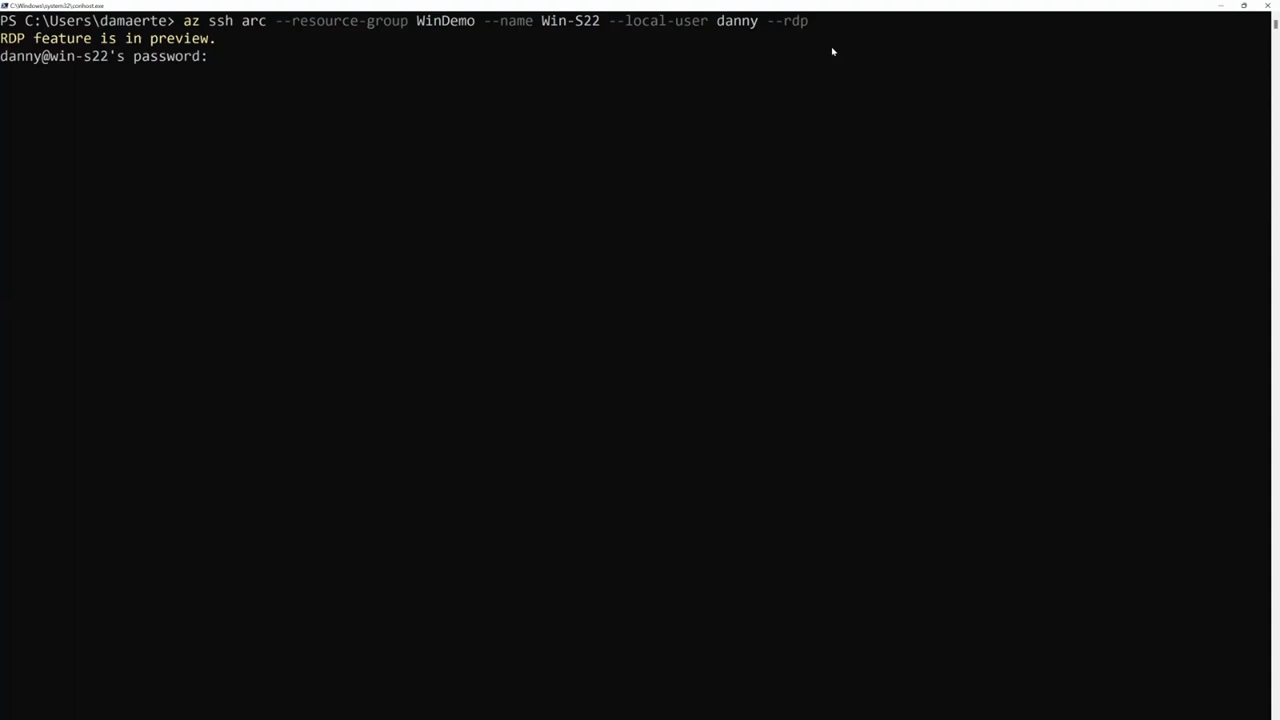 C:\Windows\system32\conhost.exe
PS C:\Users\damaerte> az ssh arc --resource-group WinDemo --name Win-S22 --local-user danny --rdp
RDP feature is in preview.
danny@win-s22's password: